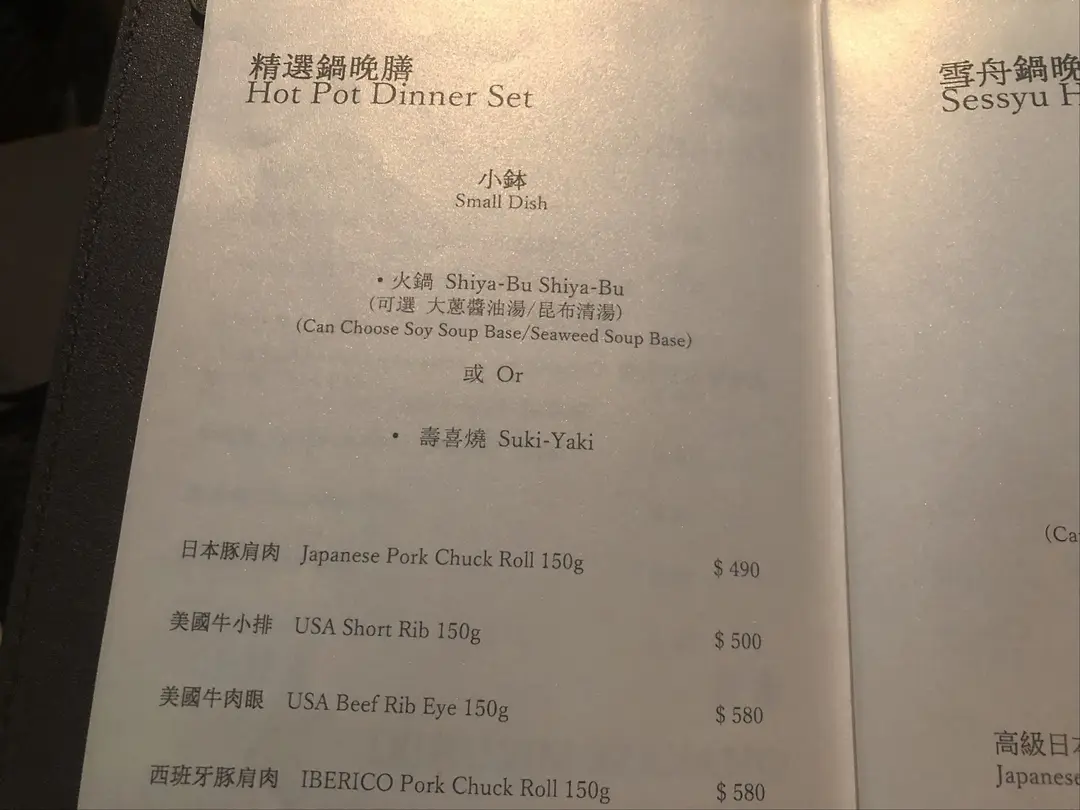 精選鍋晚膳
Hot Pot Dinner Set
小鉢
Small Dish
• 火鍋 Shiya-Bu Shiya-Bu
(可選 大蔥醬油湯/昆布清湯)
(Can Choose Soy Soup Base/Seaweed Soup Base)
或 Or
• 壽喜燒 Suki-Yaki
日本豚肩肉 Japanese Pork Chuck Roll 150g $ 490
美國牛小排 USA Short Rib 150g $ 500
美國牛肉眼 USA Beef Rib Eye 150g $ 580
西班牙豚肩肉 IBERICO Pork Chuck Roll 150g $ 580
雪舟鍋晚
Sessyu H
(Ca
高級日本
Japanese